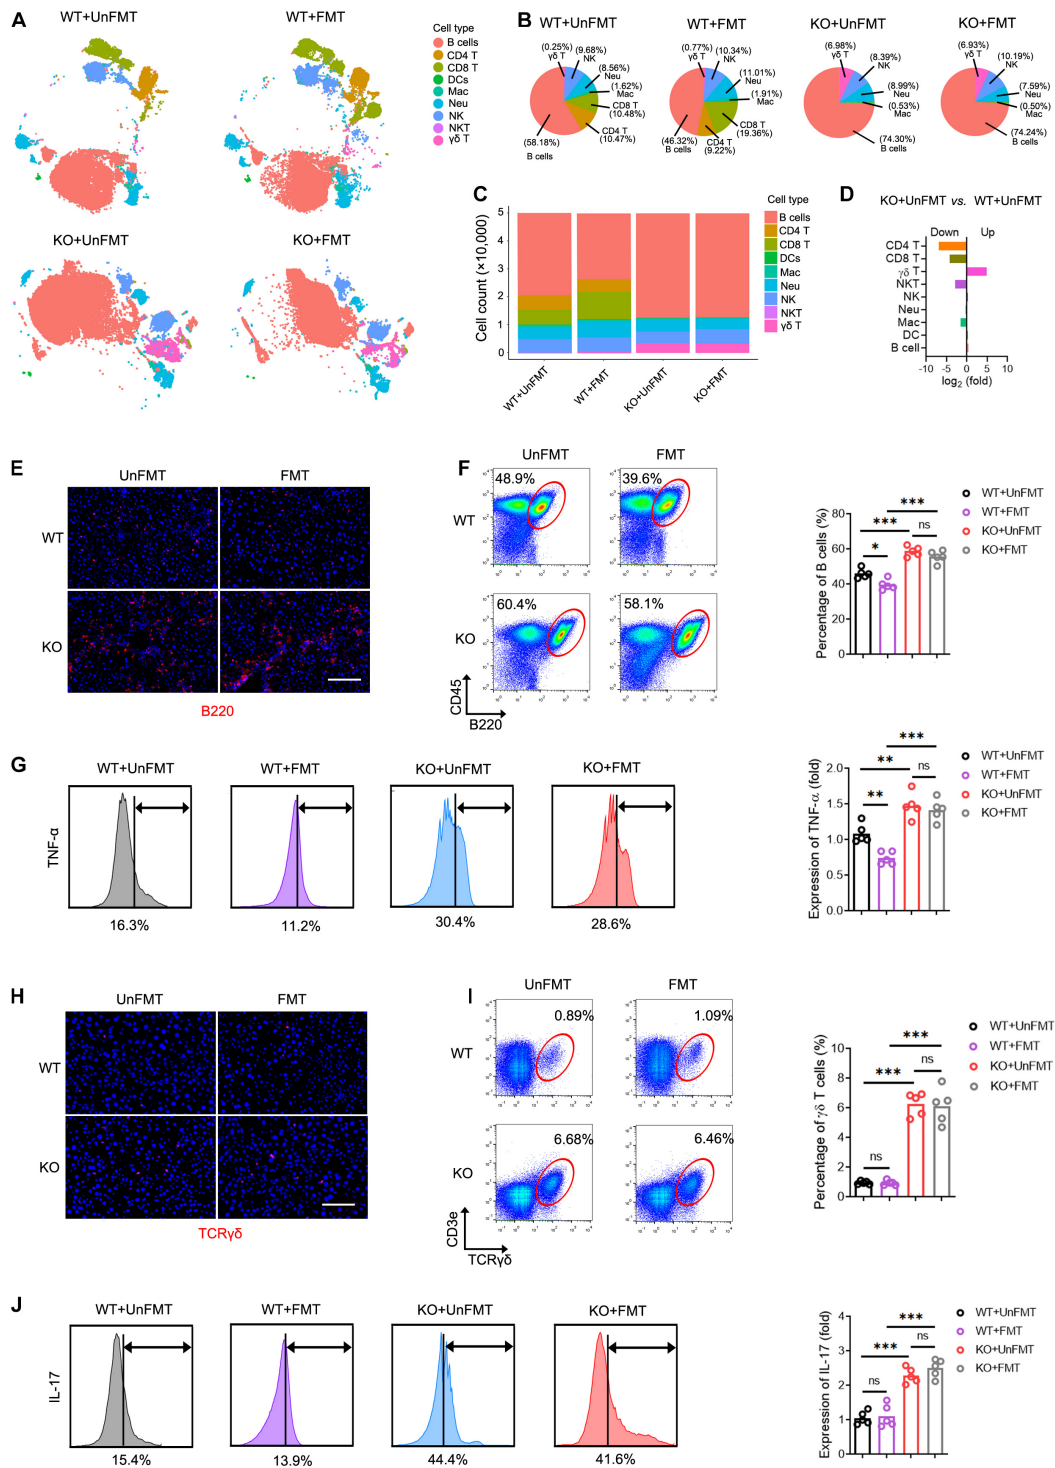 A
WT+UnFMT
WT+FMT
KO+UnFMT
KO+FMT
Cell type
B cells
CD4 T
CD8 T
DCs
Mac
Neu
NK
NKT
γδ T
B
WT+UnFMT
(0.25%)
γδ T
(9.68%)
NK
(8.56%)
Neu
(1.62%)
Mac
CD8 T
(10.48%)
CD4 T
(10.47%)
(58.18%)
B cells
WT+FMT
(0.77%)
γδ T
(10.34%)
NK
(11.01%)
Neu
(1.91%)
Mac
CD8 T
(19.36%)
CD4 T
(9.22%)
(46.32%)
B cells
KO+UnFMT
(6.98%)
γδ T
(8.39%)
NK
(8.99%)
Neu
(0.53%)
Mac
(74.30%)
B cells
KO+FMT
(6.93%)
γδ T
(10.19%)
NK
(7.59%)
Neu
(0.50%)
Mac
(74.24%)
B cells
C
Cell count (×10,000)
5
4
3
2
1
0
WT+UnFMT
WT+FMT
KO+UnFMT
KO+FMT
Cell type
B cells
CD4 T
CD8 T
DCs
Mac
Neu
NK
NKT
γδ T
D
KO+UnFMT vs. WT+UnFMT
Down
Up
CD4 T
CD8 T
γδ T
NKT
NK
Neu
Mac
DC
B cell
-10 -5 0 5 10
log2 (fold)
E
UnFMT
FMT
WT
KO
B220
F
UnFMT
FMT
WT
48.9%
39.6%
KO
60.4%
58.1%
CD45
B220
Percentage of B cells (%)
80
60
40
20
0
***
***
ns
*
WT+UnFMT
WT+FMT
KO+UnFMT
KO+FMT
G
TNF-α
WT+UnFMT
16.3%
WT+FMT
11.2%
KO+UnFMT
30.4%
KO+FMT
28.6%
Expression of TNF-α (fold)
2.0
1.5
1.0
0.5
0.0
***
**
ns
**
WT+UnFMT
WT+FMT
KO+UnFMT
KO+FMT
H
UnFMT
FMT
WT
KO
TCRγδ
I
UnFMT
FMT
WT
0.89%
1.09%
KO
6.68%
6.46%
CD3e
TCRγδ
Percentage of γδ T cells (%)
10
8
6
4
2
0
***
ns
***
ns
WT+UnFMT
WT+FMT
KO+UnFMT
KO+FMT
J
IL-17
WT+UnFMT
15.4%
WT+FMT
13.9%
KO+UnFMT
44.4%
KO+FMT
41.6%
Expression of IL-17 (fold)
4
3
2
1
0
***
ns
***
ns
WT+UnFMT
WT+FMT
KO+UnFMT
KO+FMT